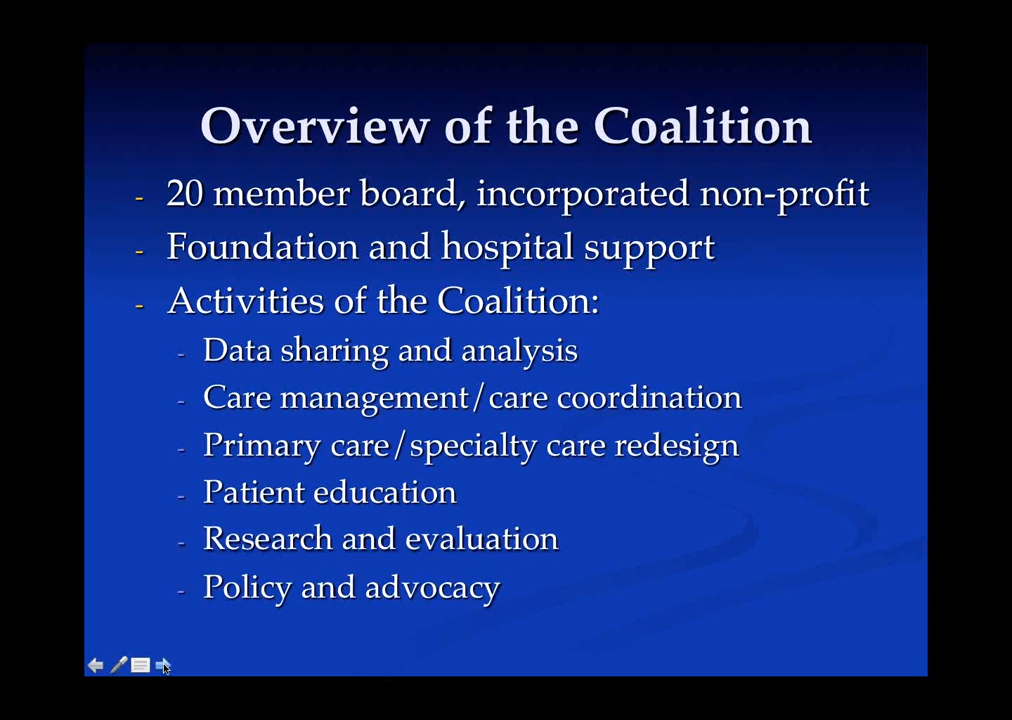 Overview of the Coalition
- 20 member board, incorporated non-profit
- Foundation and hospital support
- Activities of the Coalition:
- Data sharing and analysis
- Care management/care coordination
- Primary care/specialty care redesign
- Patient education
- Research and evaluation
- Policy and advocacy